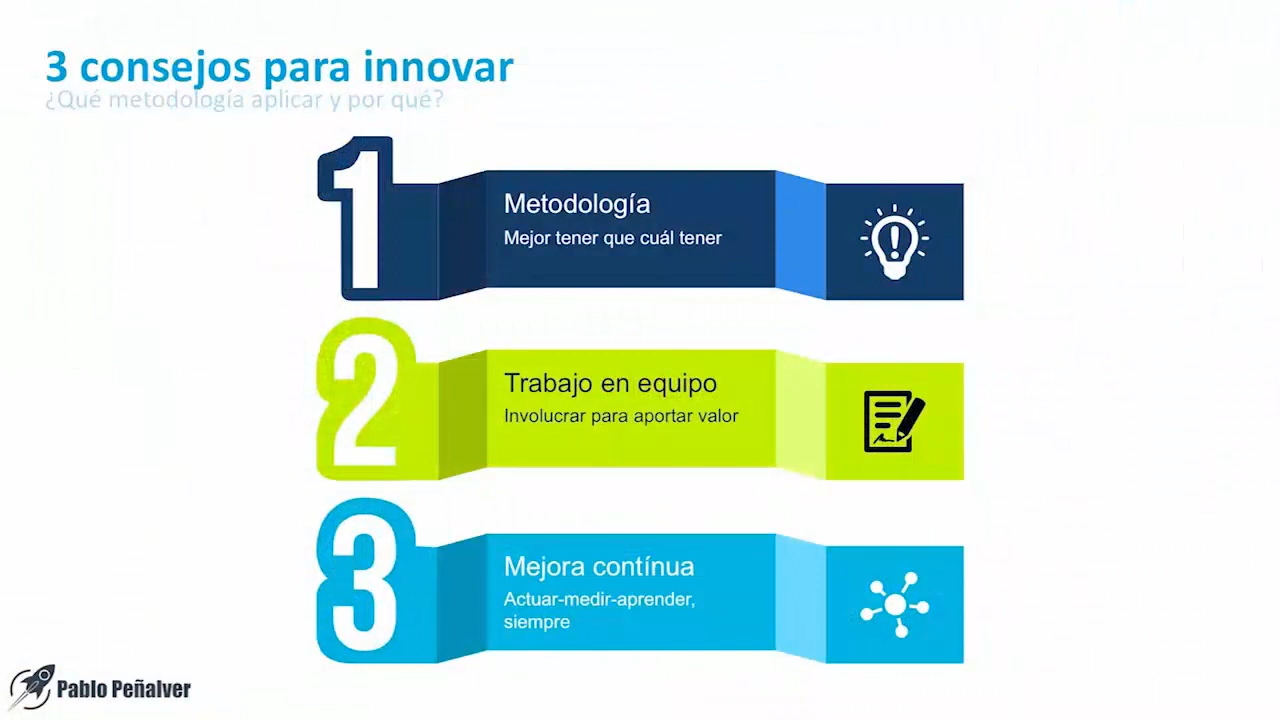 3 consejos para innovar
¿Qué metodología aplicar y por qué?
1
Metodología
Mejor tener que cuál tener
2
Trabajo en equipo
Involucrar para aportar valor
3
Mejora contínua
Actuar-medir-aprender,
siempre
Pablo Peñalver